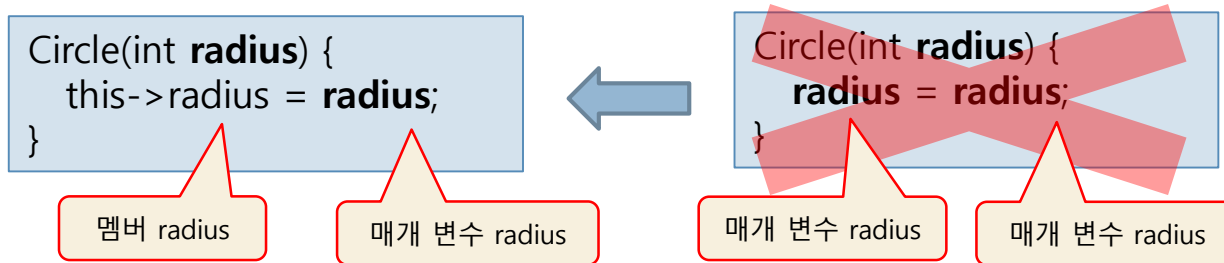 Circle(int radius) {
this->radius = radius;
}
멤버 radius
매개 변수 radius
Circle(int radius) {
radius = radius;
}
매개 변수 radius
매개 변수 radius